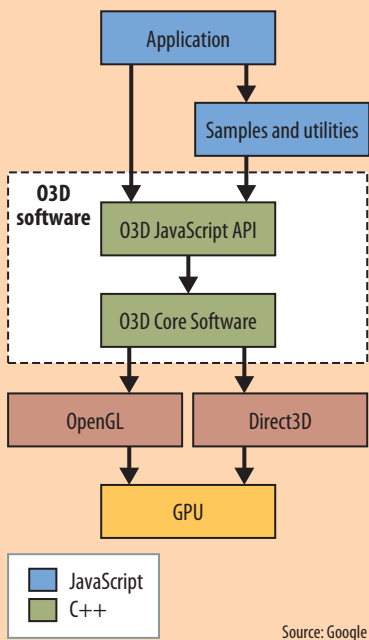 Application
Samples and utilities
O3D
software
O3D JavaScript API
O3D Core Software
OpenGL
Direct3D
GPU
JavaScript
C++
Source: Google